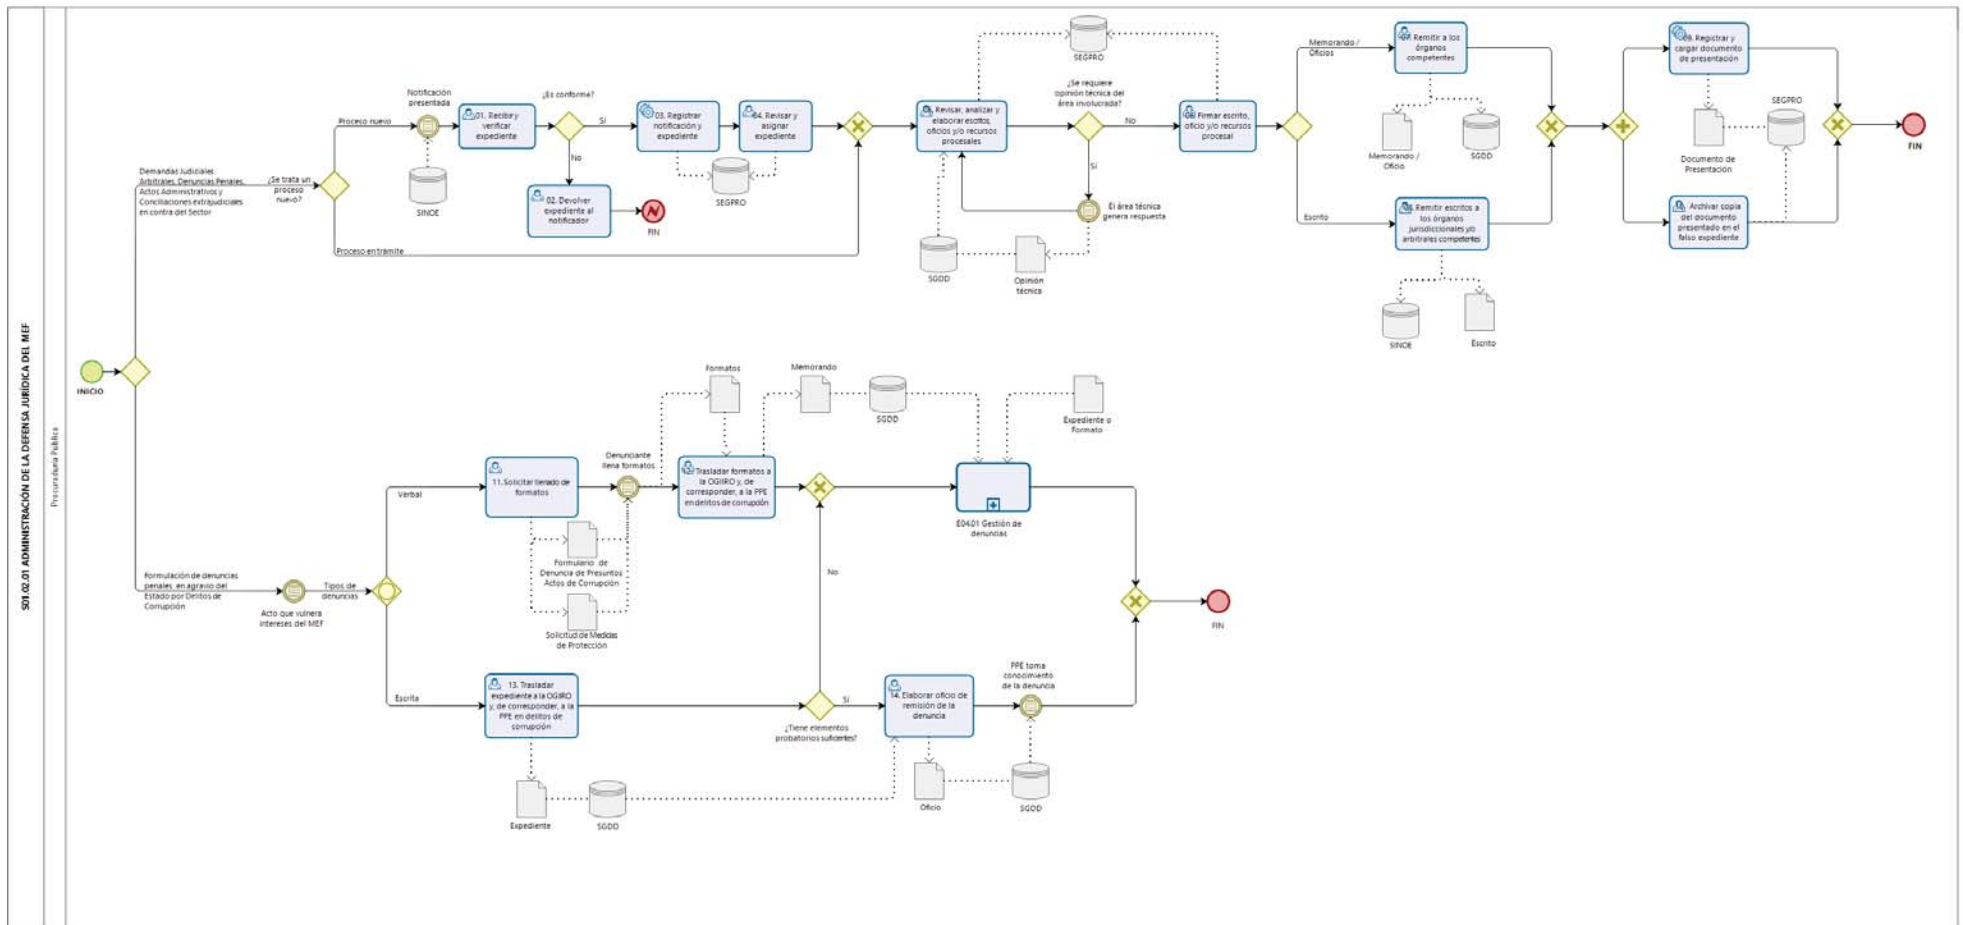 S01.02.01 ADMINISTRACIÓN DE LA DEFENSA JURÍDICA DEL MEF
Procuraduría Pública
INICIO
Demandas Judiciales
Arbitrales, Denuncias Penales,
Actos Administrativos y
Conciliaciones extrajudiciales
en contra del Sector
¿Se trata un
proceso
nuevo?
Proceso nuevo
Proceso en trámite
Notificación
presentada
SINOE
01. Recibir y
verificar
expediente
¿Es conforme?
Sí
No
02. Devolver
expediente al
notificador
FIN
03. Registrar
notificación y
expediente
04. Revisar y
asignar
expediente
SEGPRO
Revisar, analizar y
elaborar escritos,
oficios y/o recursos
procesales
SEGPRO
¿Se requiere
opinión técnica del
área involucrada?
No
Sí
El área técnica
genera respuesta
Opinión
técnica
SGDD
Firmar escrito,
oficio y/o recursos
procesal
Memorando /
Oficios
Escrito
Remitir a los
órganos
competentes
Memorando /
Oficio
SGDD
Remitir escritos a
los órganos
jurisdiccionales y/o
arbitrales competentes
SINOE
Escrito
09. Registrar y
cargar documento
de presentación
Documento de
Presentación
SEGPRO
Archivar copia
del documento
presentado en el
falso expediente
FIN
Formulación de denuncias
penales, en agravio del
Estado por Delitos de
Corrupción
Acto que vulnera
intereses del MEF
Tipos de
denuncias
Verbal
Escrita
11. Solicitar llenado de
formatos
Formulario de
Denuncia de Presuntos
Actos de Corrupción
Solicitud de Medidas
de Protección
Denunciante
llena formatos
Formatos
Trasladar formatos a
la OGIIRO y, de
corresponder, a la PPE
en delitos de corrupción
Memorando
SGDD
Expediente o
Formato
E04.01 Gestión de
denuncias
13. Trasladar
expediente a la OGIIRO
y, de corresponder, a la
PPE en delitos de
corrupción
Expediente
SGDD
No
¿Tiene elementos
probatorios suficientes?
Sí
14. Elaborar oficio de
remisión de la
denuncia
Oficio
SGDD
PPE toma
conocimiento
de la denuncia
FIN